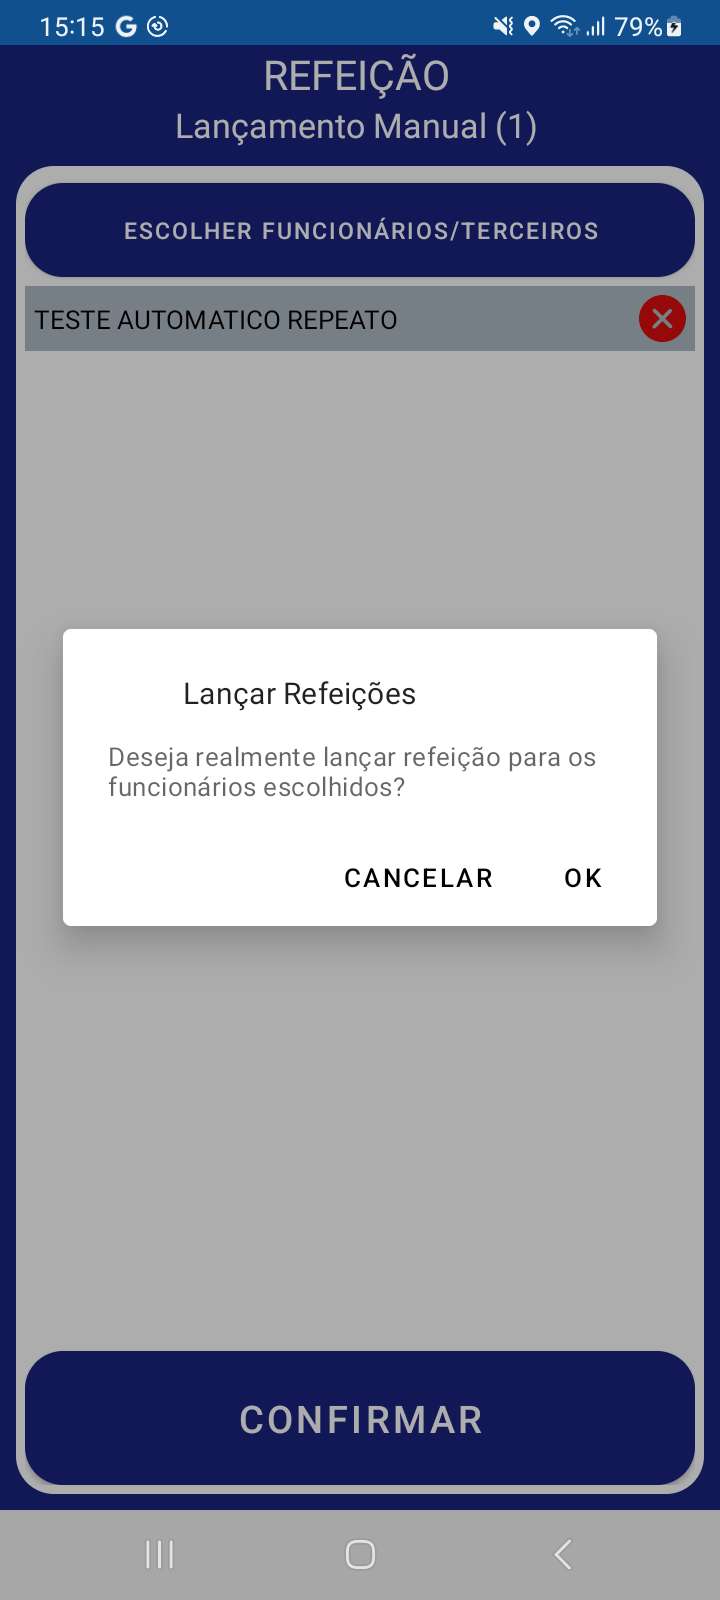 15:15
79%
REFEIÇÃO
Lançamento Manual (1)
ESCOLHER FUNCIONÁRIOS/TERCEIROS
TESTE AUTOMATICO REPEATO
Lançar Refeições
Deseja realmente lançar refeição para os
funcionários escolhidos?
CANCELAR OK
CONFIRMAR